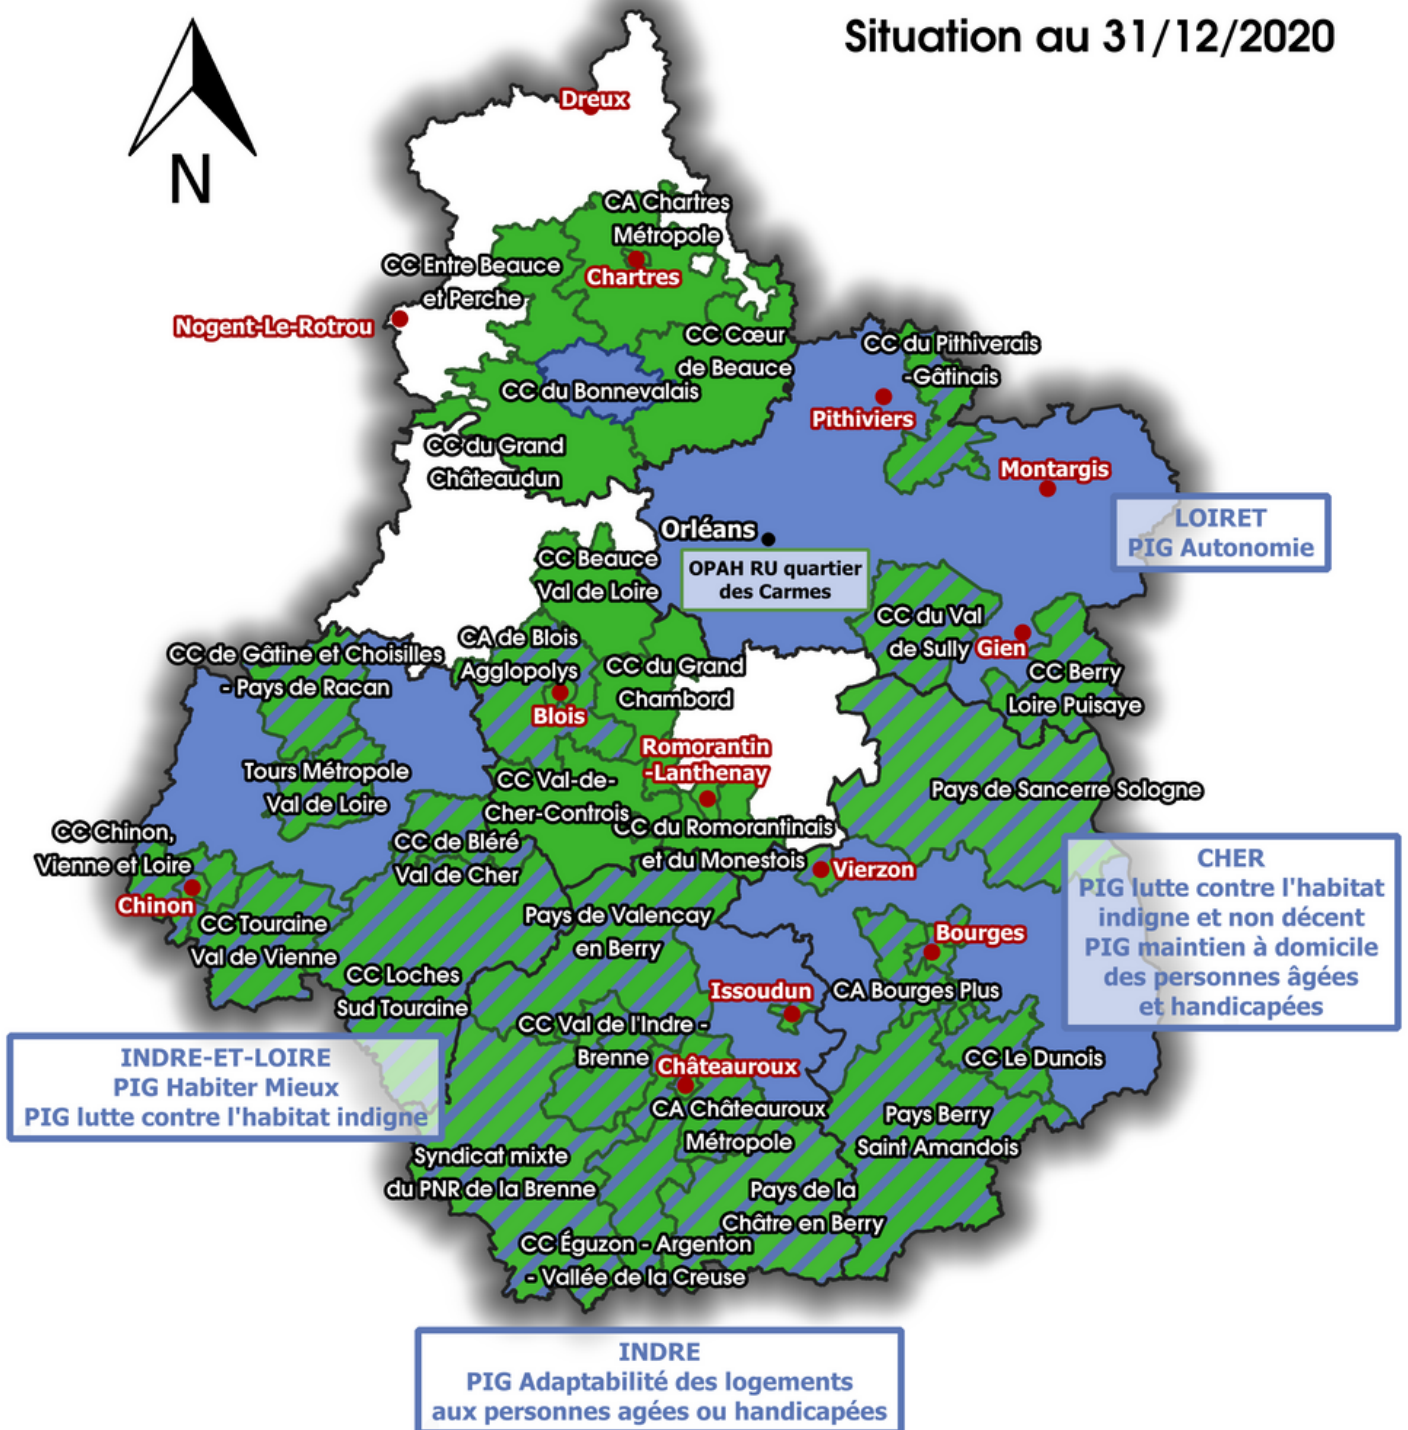 Situation au 31/12/2020
N
Dreux
CA Chartres
Métropole
Chartres
CC Entre Beauce
et Perche
Nogent-Le-Rotrou
CC Cœur
de Beauce
CC du Bonnevalais
CC du Pithiverais
-Gâtinais
Pithiviers
CC du Grand
Châteaudun
Montargis
LOIRET
PIG Autonomie
Orléans
OPAH RU quartier
des Carmes
CC Beauce
Val de Loire
CC du Val
de Sully
Gien
CC Berry
Loire Puisaye
CA de Blois
Agglopolys
Blois
CC du Grand
Chambord
CC de Gâtine et Choisilles
- Pays de Racan
Romorantin
-Lanthenay
Tours Métropole
Val de Loire
CC Val-de-
Cher-Controis
Pays de Sancerre Sologne
CC du Romorantinais
et du Monestois
CC Chinon,
Vienne et Loire
Chinon
CC de Bléré
Val de Cher
Vierzon
CHER
PIG lutte contre l'habitat
indigne et non décent
PIG maintien à domicile
des personnes âgées
et handicapées
CC Touraine
Val de Vienne
Pays de Valencay
en Berry
Bourges
CA Bourges Plus
CC Loches
Sud Touraine
Issoudun
CC Val de l'Indre -
Brenne
Châteauroux
CC Le Dunois
INDRE-ET-LOIRE
PIG Habiter Mieux
PIG lutte contre l'habitat indigne
CA Châteauroux
Métropole
Pays Berry
Saint Amandois
Syndicat mixte
du PNR de la Brenne
Pays de la
Châtre en Berry
CC Éguzon - Argenton
- Vallée de la Creuse
INDRE
PIG Adaptabilité des logements
aux personnes agées ou handicapées